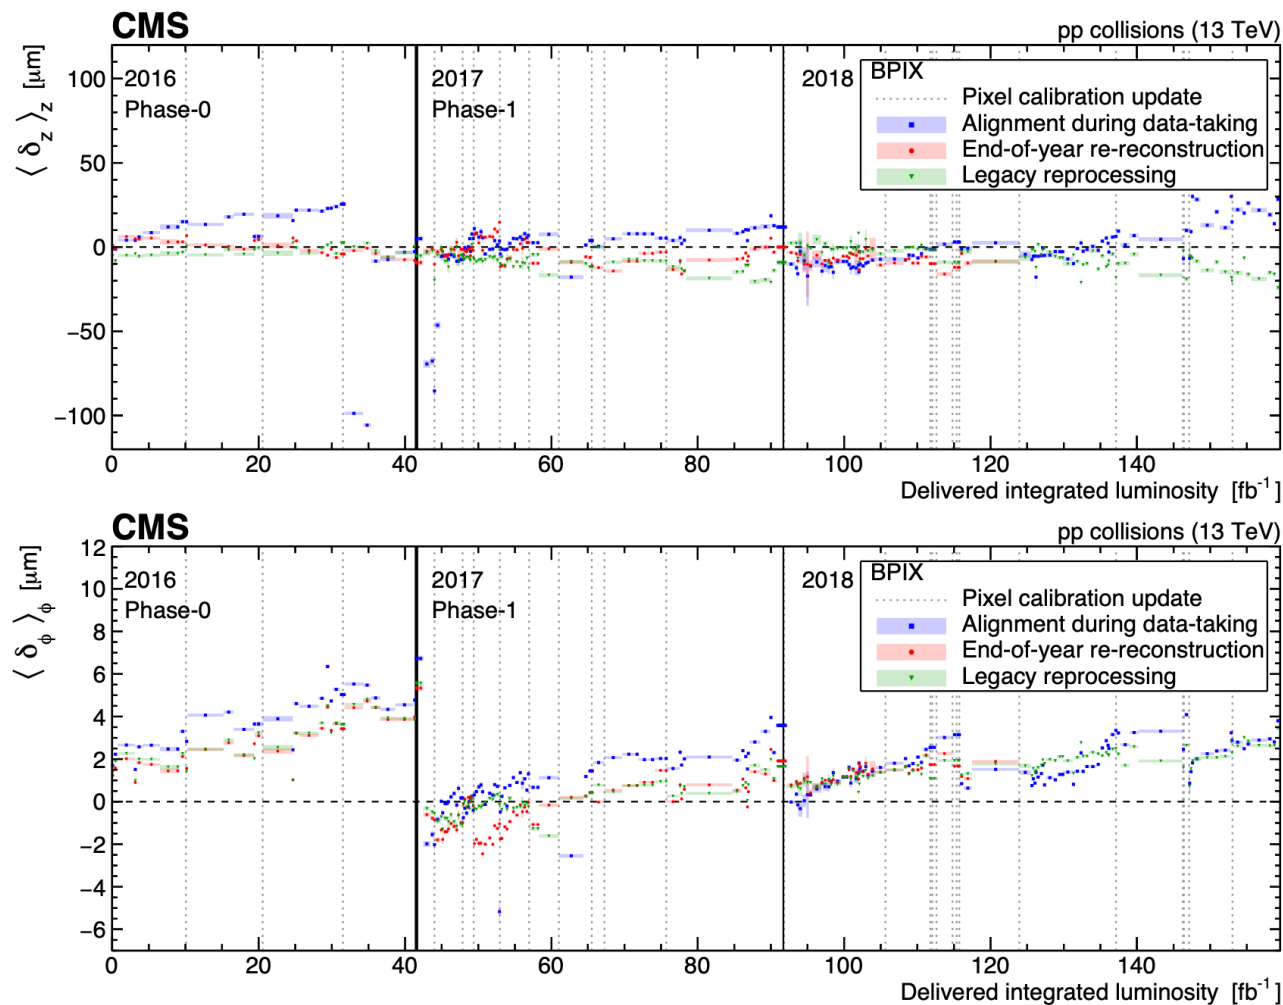 CMS pp collisions (13 TeV)
⟨ δz ⟩z [μm]
100
50
0
−50
−100
2016
Phase-0
2017
Phase-1
2018
BPIX
Pixel calibration update
Alignment during data-taking
End-of-year re-reconstruction
Legacy reprocessing
0 20 40 60 80 100 120 140
Delivered integrated luminosity [fb⁻¹]
CMS pp collisions (13 TeV)
⟨ δϕ ⟩ϕ [μm]
12
10
8
6
4
2
0
−2
−4
−6
2016
Phase-0
2017
Phase-1
2018
BPIX
Pixel calibration update
Alignment during data-taking
End-of-year re-reconstruction
Legacy reprocessing
0 20 40 60 80 100 120 140
Delivered integrated luminosity [fb⁻¹]